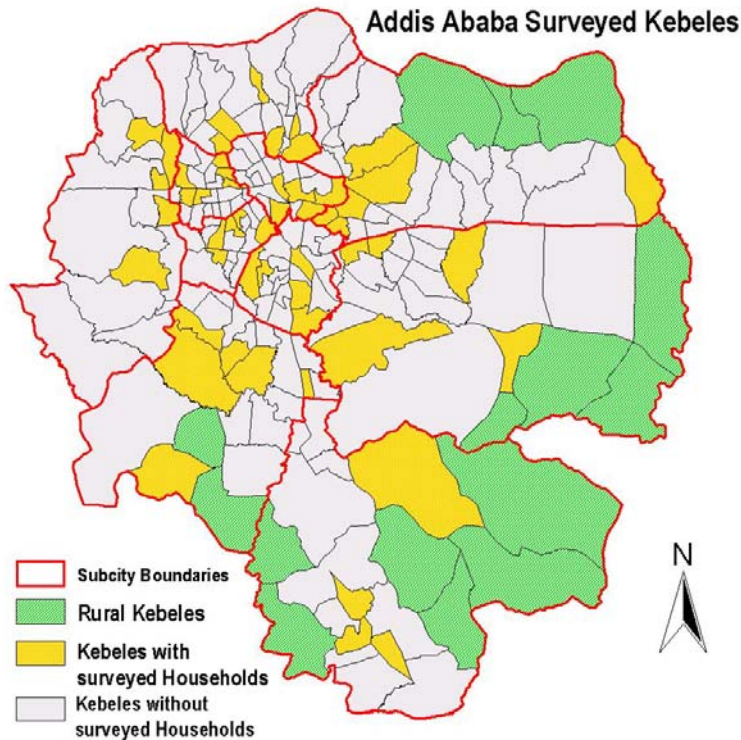 Addis Ababa Surveyed Kebeles
N
Subcity Boundaries
Rural Kebeles
Kebeles with
surveyed Households
Kebeles without
surveyed Households